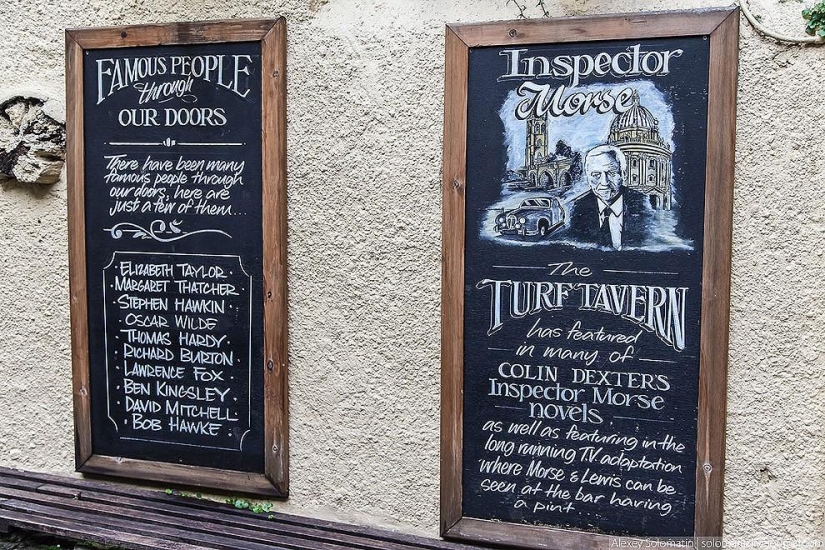 FAMOUS PEOPLE
through
OUR DOORS
There have been many
famous people through
our doors, here are
just a few of them...
ELIZABETH TAYLOR.
MARGARET THATCHER
STEPHEN HAWKIN
OSCAR WILDE
THOMAS HARDY.
RICHARD BURTON
LAWRENCE FOX
BEN KINGSLEY.
DAVID MITCHELL
BOB HAWKE
Inspector
Morse
The
TURF TAVERN
has featured
in many of
COLIN DEXTER'S
Inspector Morse
novels
as well as featuring in the
long running TV adaptation
where Morse & Lewis can be
seen at the bar having
a pint...
Alexey Solomatin |